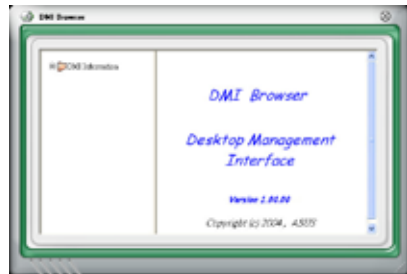 DMI Browser
DMI Information
DMI Browser
Desktop Management
Interface
Version 1.00.00
Copyright (c) 2004, ASUS